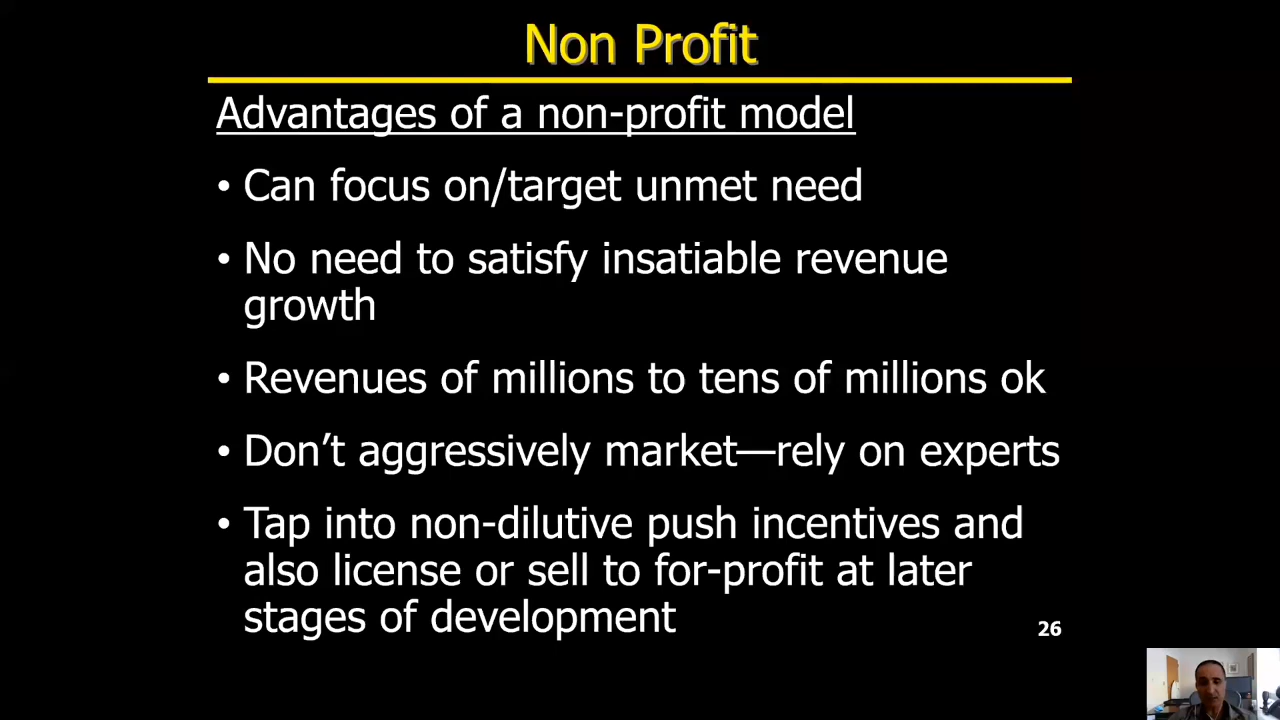 Non Profit
Advantages of a non-profit model
• Can focus on/target unmet need
• No need to satisfy insatiable revenue
growth
• Revenues of millions to tens of millions ok
• Don’t aggressively market—rely on experts
• Tap into non-dilutive push incentives and
also license or sell to for-profit at later
stages of development
26